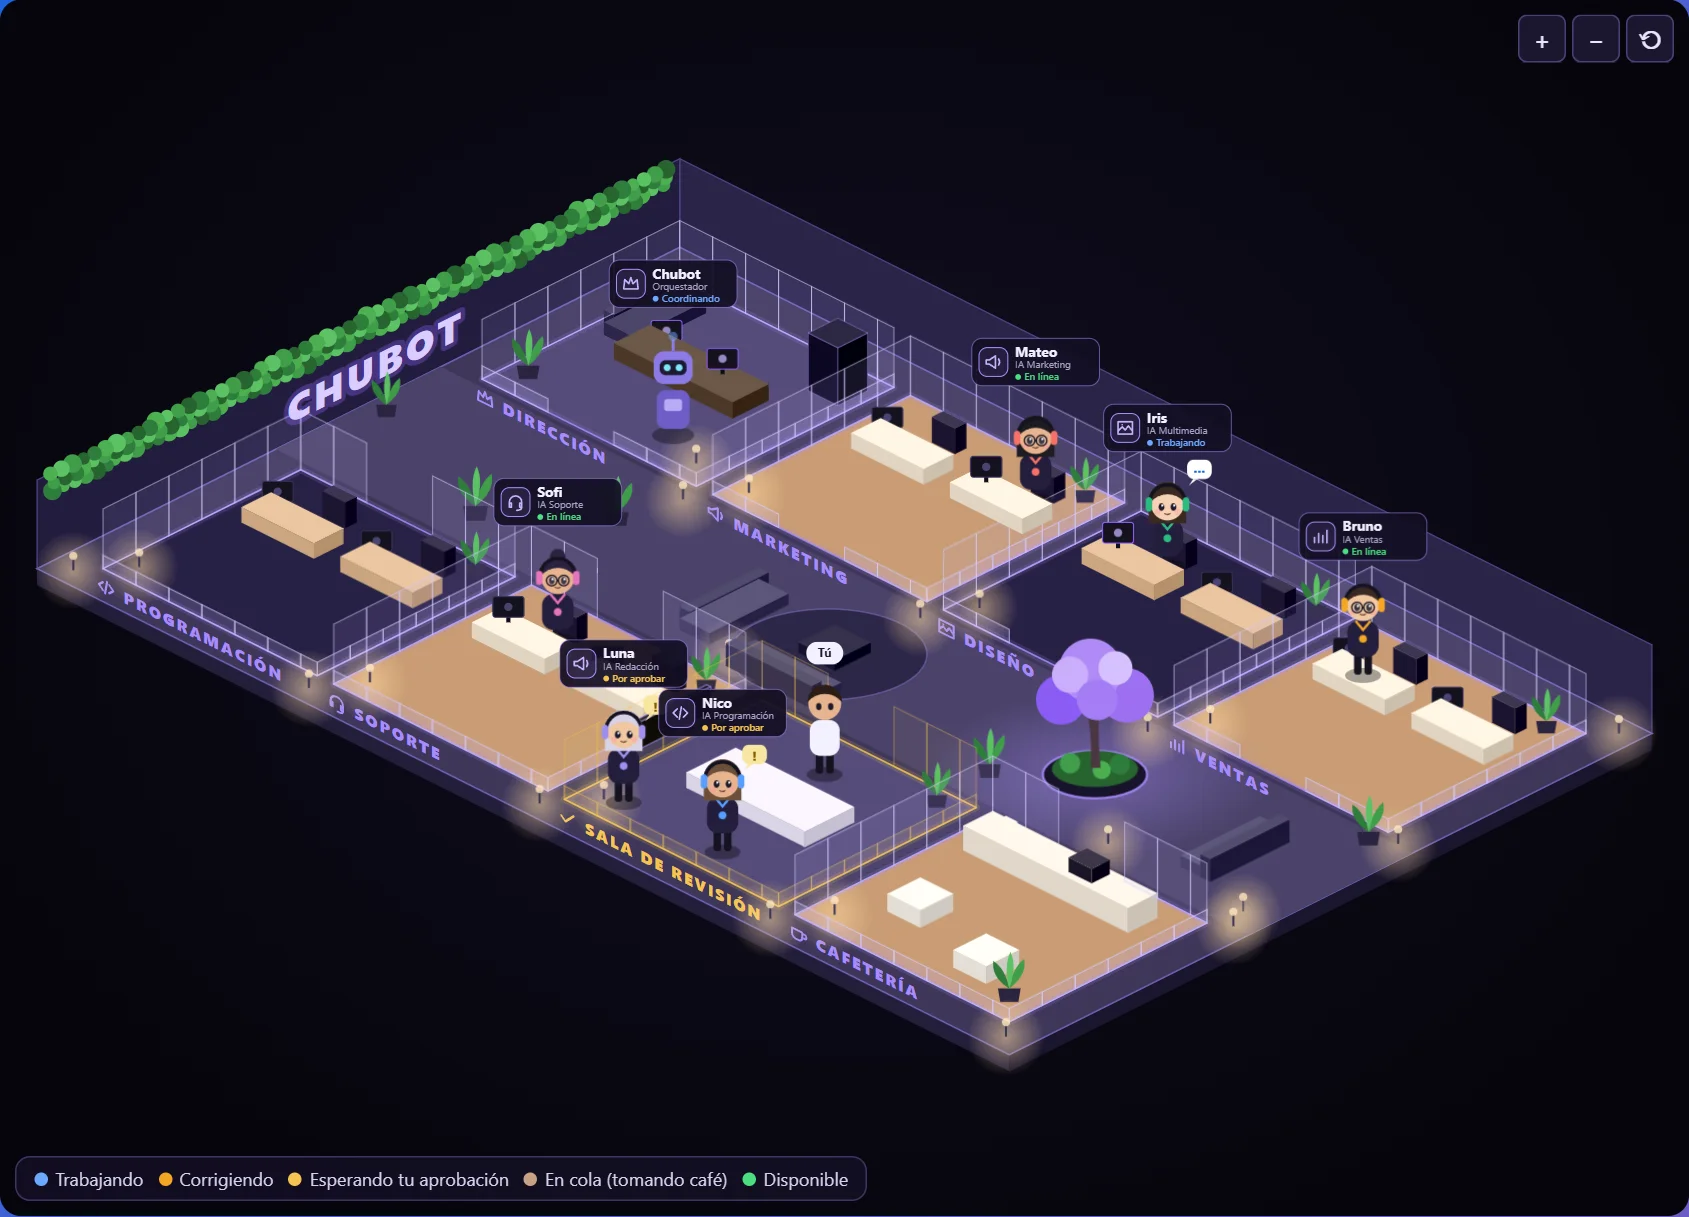 +
−
CHUBOT
Chubot
Orquestador
Coordinando
DIRECCIÓN
Mateo
IA Marketing
En línea
MARKETING
Iris
IA Multimedia
Trabajando
...
DISEÑO
Bruno
IA Ventas
En línea
VENTAS
Sofi
IA Soporte
En línea
PROGRAMACIÓN
SOPORTE
Luna
IA Redacción
Por aprobar
!
Nico
IA Programación
Por aprobar
!
Tú
SALA DE REVISIÓN
CAFETERÍA
Trabajando
Corrigiendo
Esperando tu aprobación
En cola (tomando café)
Disponible